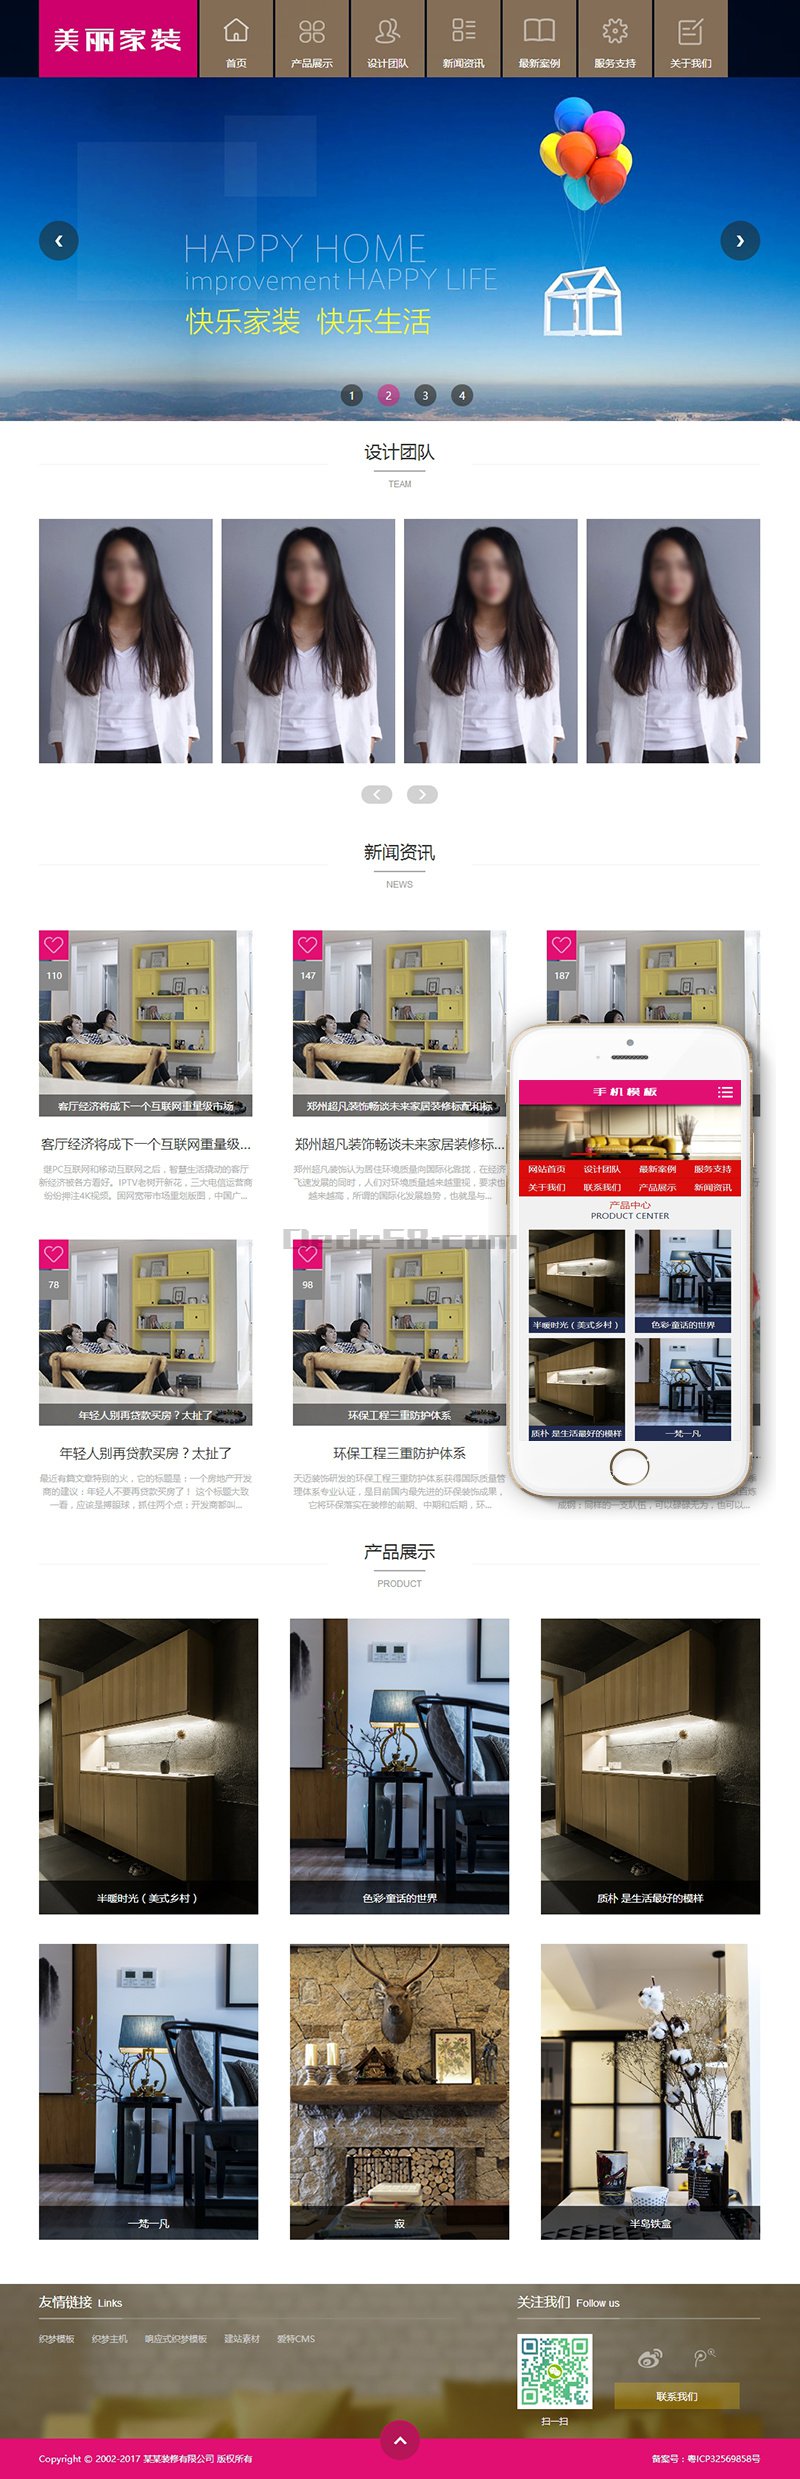 美丽家装
首页
产品展示
设计团队
新闻资讯
最新案例
服务支持
关于我们
HAPPY HOME
improvement HAPPY LIFE
快乐家装 快乐生活
1 2 3 4
设计团队
TEAM
新闻资讯
NEWS
110
147
187
客厅经济将成下一个互联网重量级市场
郑州超凡装饰畅谈未来家居装修标配和标
客厅经济将成下一个互联网重量级...
郑州超凡装饰畅谈未来家居装修标...
继PC互联网和移动互联网之后，智慧生活撬动的客厅
新经济被各方看好。IPTV老树开新花，三大电信运营商
纷纷押注4K视频。因网宽带市场重划版图，中国广...
郑州超凡装饰认为居住环境质量向国际化靠拢，在经济
飞速发展的同时，人们对环境质量越来越重视，要求也
越来越高，所谓的国际化发展趋势，也就是与...
Dede58.com
78
98
年轻人别再贷款买房？太扯了
环保工程三重防护体系
年轻人别再贷款买房？太扯了
环保工程三重防护体系
最近有篇文章特别的火，它的标题是：一个房地产开发
商的建议：年轻人不要再贷款买房了！ 这个标题大致
一看，应该是搏眼球，抓住两个点：开发商都叫...
天迈装饰研发的环保工程三重防护体系获得国际质量管
理体系专业认证，是目前国内最先进的环保装饰成果，
它将环保落实在装修的前期、中期和后期，环...
成钢；同样的一支队伍，可以碌碌无为，也可以...
手机模板
网站首页 设计团队 最新案例 服务支持
关于我们 联系我们 产品展示 新闻资讯
产品中心
PRODUCT CENTER
半暖时光（美式乡村）
色彩·童话的世界
质朴 是生活最好的模样
一梵一凡
产品展示
PRODUCT
半暖时光（美式乡村）
色彩·童话的世界
质朴 是生活最好的模样
一梵一凡
寂
半岛铁盒
友情链接 Links
织梦模板 织梦主机 响应式织梦模板 建站素材 爱特CMS
关注我们 Follow us
扫一扫
联系我们
Copyright © 2002-2017 某某装修有限公司 版权所有
备案号：粤ICP32569858号